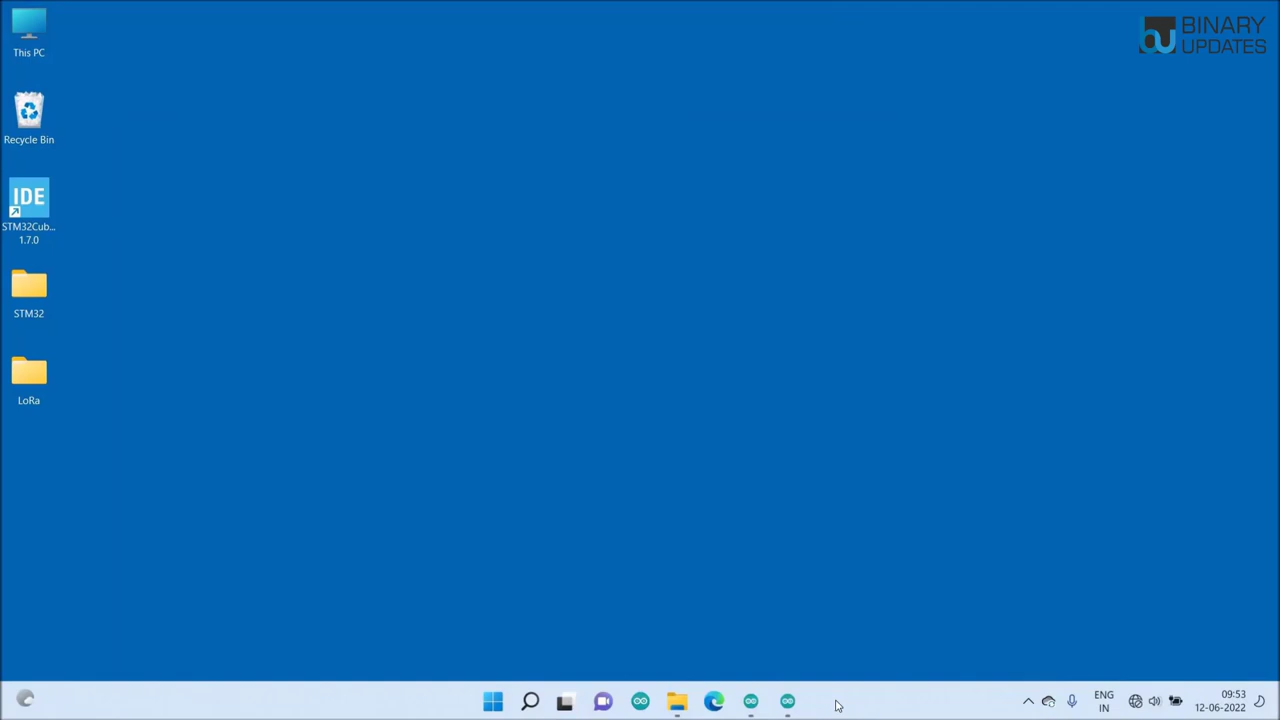 This PC
BINARY
UPDATES
Recycle Bin
IDE
STM32Cub...
1.7.0
STM32
LoRa
ENG
IN
09:53
12-06-2022